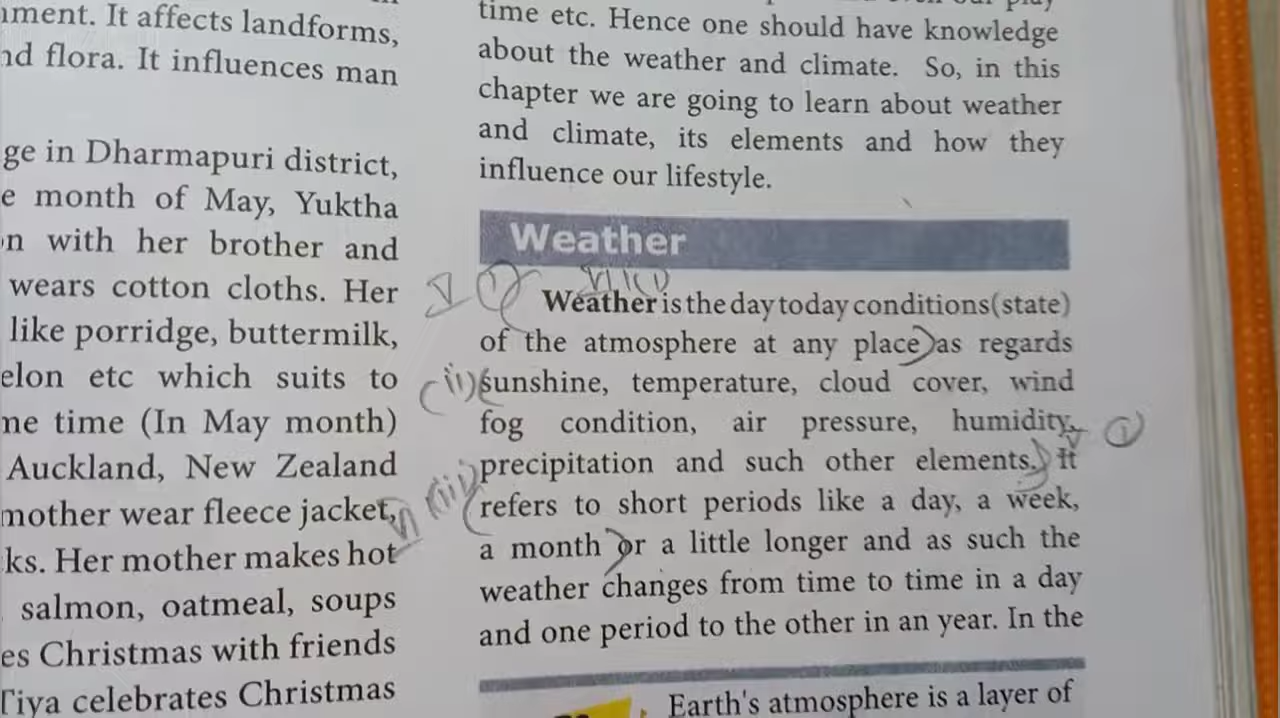 ment. It affects landforms,
nd flora. It influences man
ge in Dharmapuri district,
e month of May, Yuktha
n with her brother and
wears cotton cloths. Her
like porridge, buttermilk,
elon etc which suits to
me time (In May month)
Auckland, New Zealand
mother wear fleece jacket,
ks. Her mother makes hot
salmon, oatmeal, soups
es Christmas with friends
Tiya celebrates Christmas
time etc. Hence one should have knowledge
about the weather and climate. So, in this
chapter we are going to learn about weather
and climate, its elements and how they
influence our lifestyle.
Weather
Weather is the day today conditions(state)
of the atmosphere at any place as regards
(ii) sunshine, temperature, cloud cover, wind
fog condition, air pressure, humidity,
precipitation and such other elements. It
(iii) refers to short periods like a day, a week,
a month or a little longer and as such the
weather changes from time to time in a day
and one period to the other in an year. In the
Earth's atmosphere is a layer of